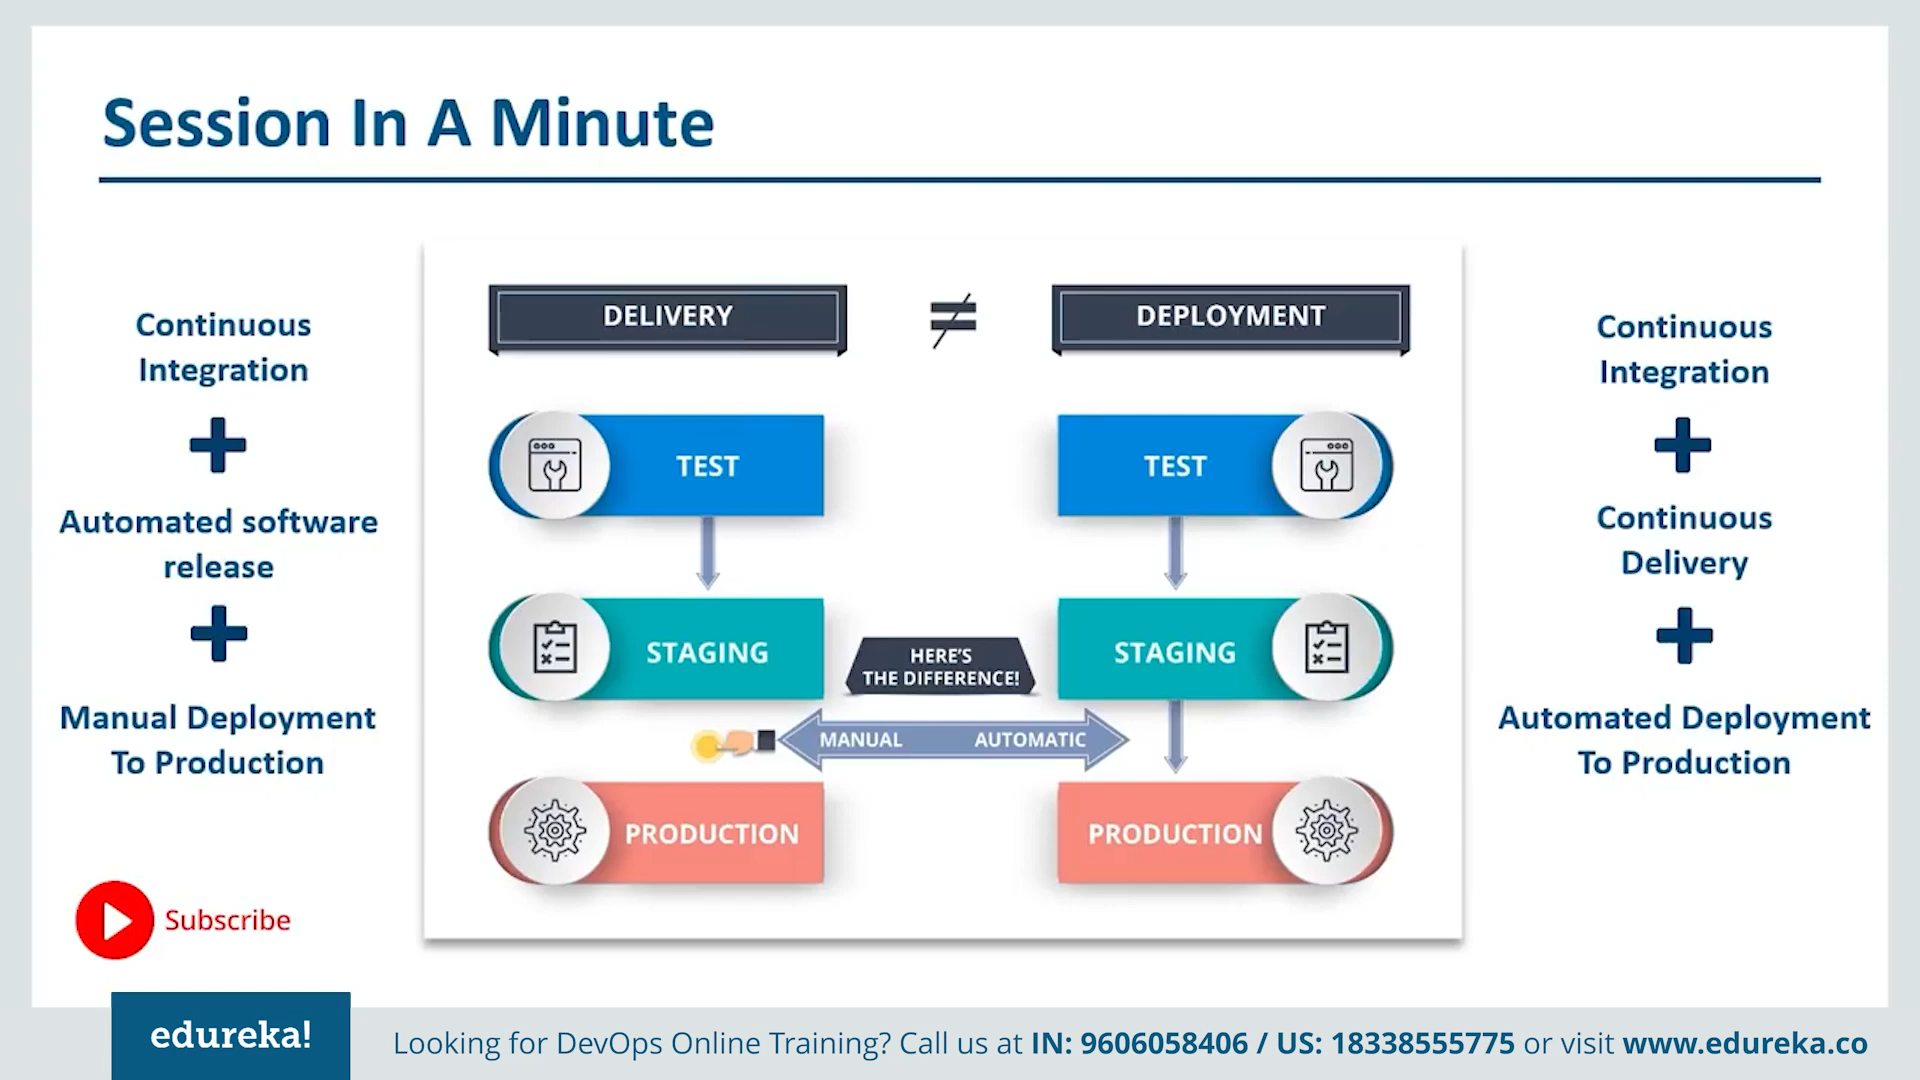 Session In A Minute
Continuous
Integration
Automated software
release
Manual Deployment
To Production
DELIVERY
≠
DEPLOYMENT
TEST
TEST
STAGING
HERE'S
THE DIFFERENCE!
STAGING
MANUAL
AUTOMATIC
PRODUCTION
PRODUCTION
Continuous
Integration
Continuous
Delivery
Automated Deployment
To Production
Subscribe
edureka!
Looking for DevOps Online Training? Call us at IN: 9606058406 / US: 18338555775 or visit www.edureka.co